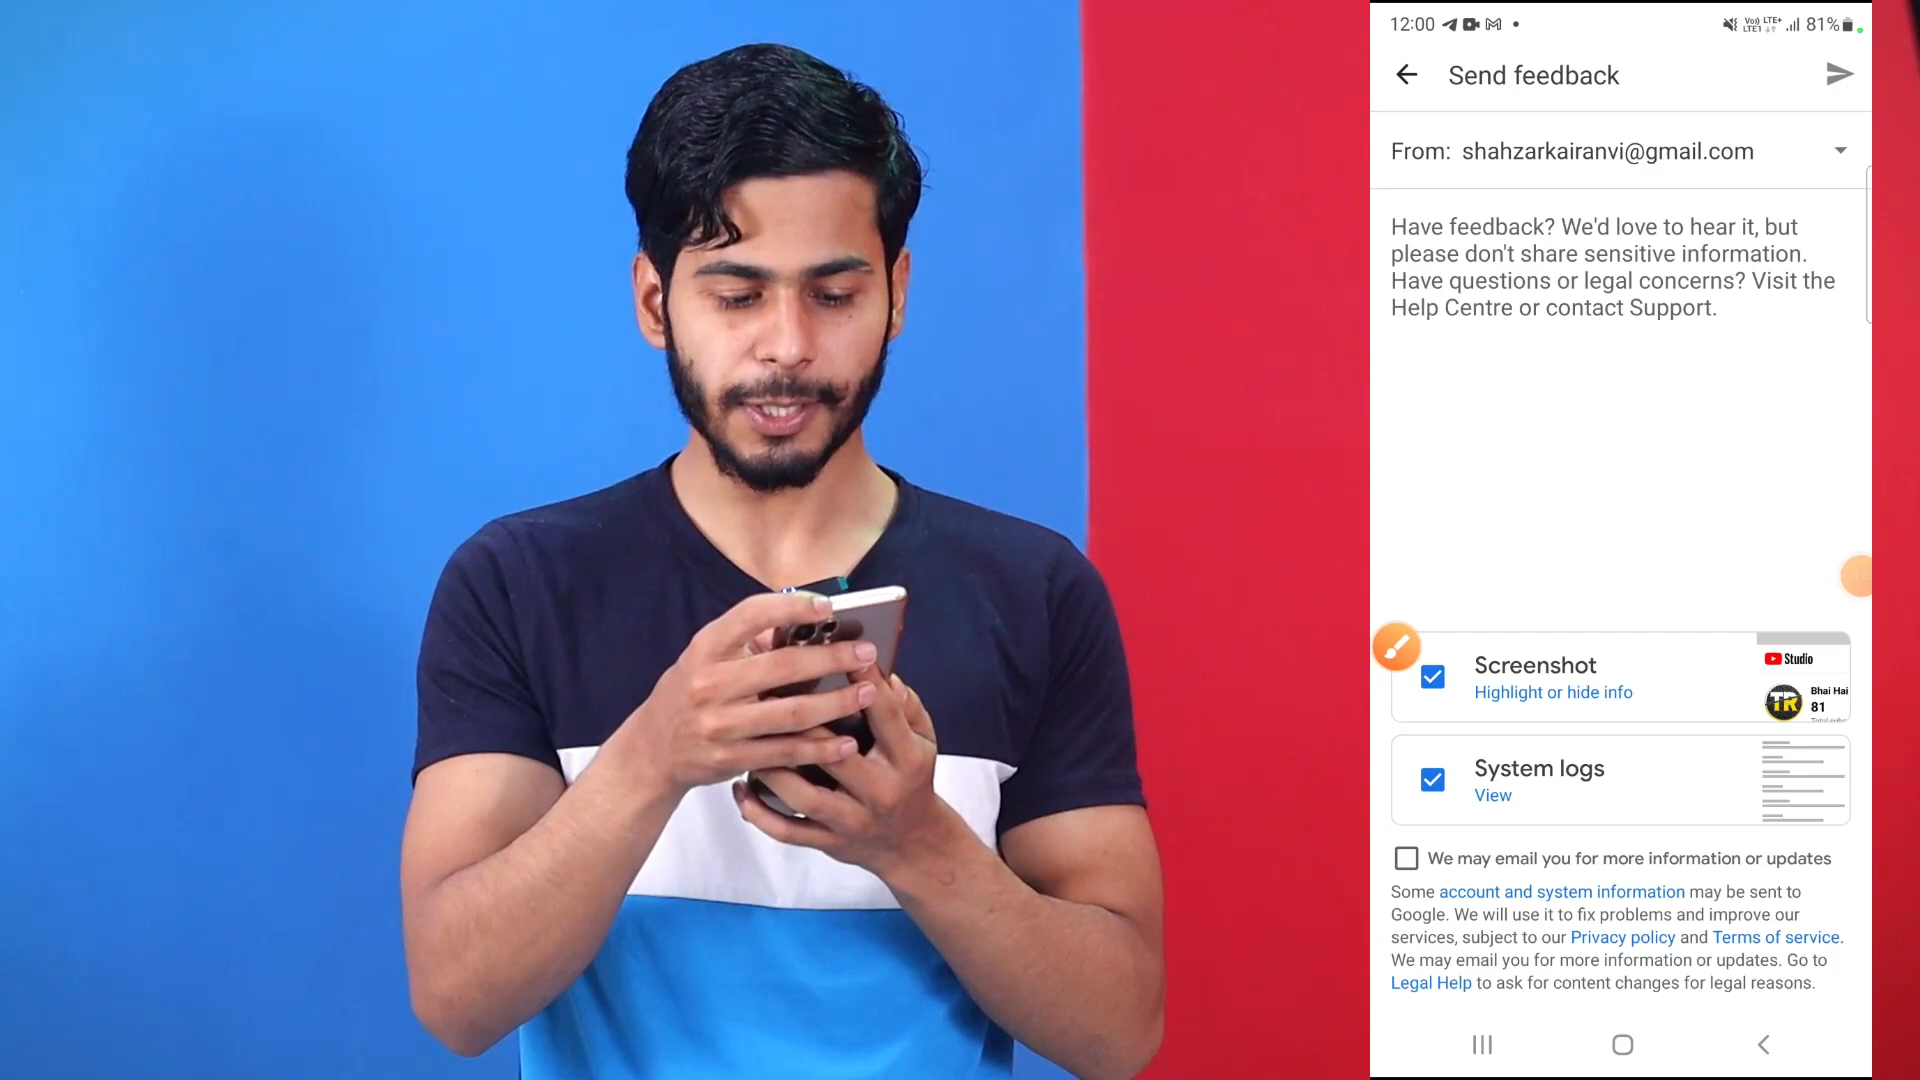 12:00
Vo) LTE+
LTE1
81%
Send feedback
From: shahzarkairanvi@gmail.com
Have feedback? We'd love to hear it, but
please don't share sensitive information.
Have questions or legal concerns? Visit the
Help Centre or contact Support.
Screenshot
Highlight or hide info
Studio
TR
Bhai Hai
81
System logs
View
We may email you for more information or updates
Some account and system information may be sent to
Google. We will use it to fix problems and improve our
services, subject to our Privacy policy and Terms of service.
We may email you for more information or updates. Go to
Legal Help to ask for content changes for legal reasons.